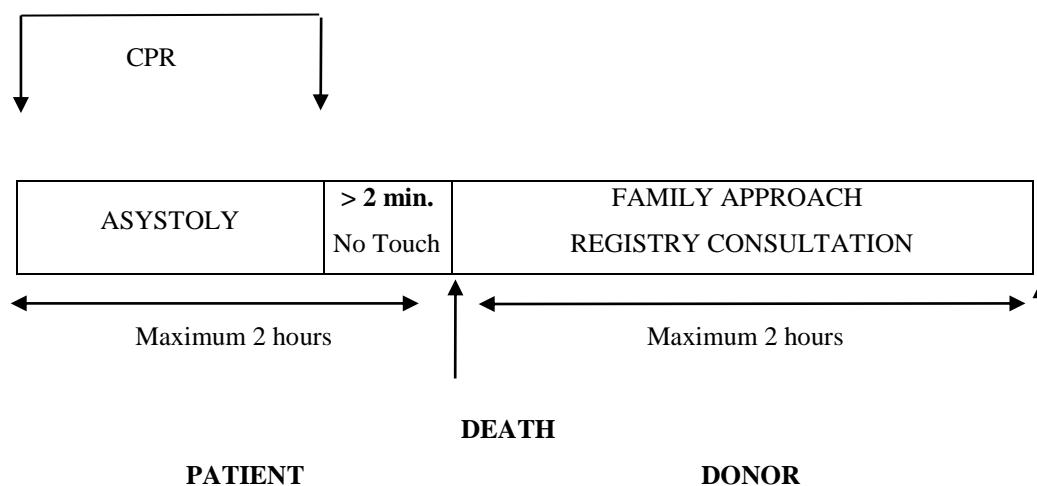 CPR
ASYSTOLY
> 2 min.
No Touch
FAMILY APPROACH
REGISTRY CONSULTATION
Maximum 2 hours
Maximum 2 hours
DEATH
PATIENT
DONOR